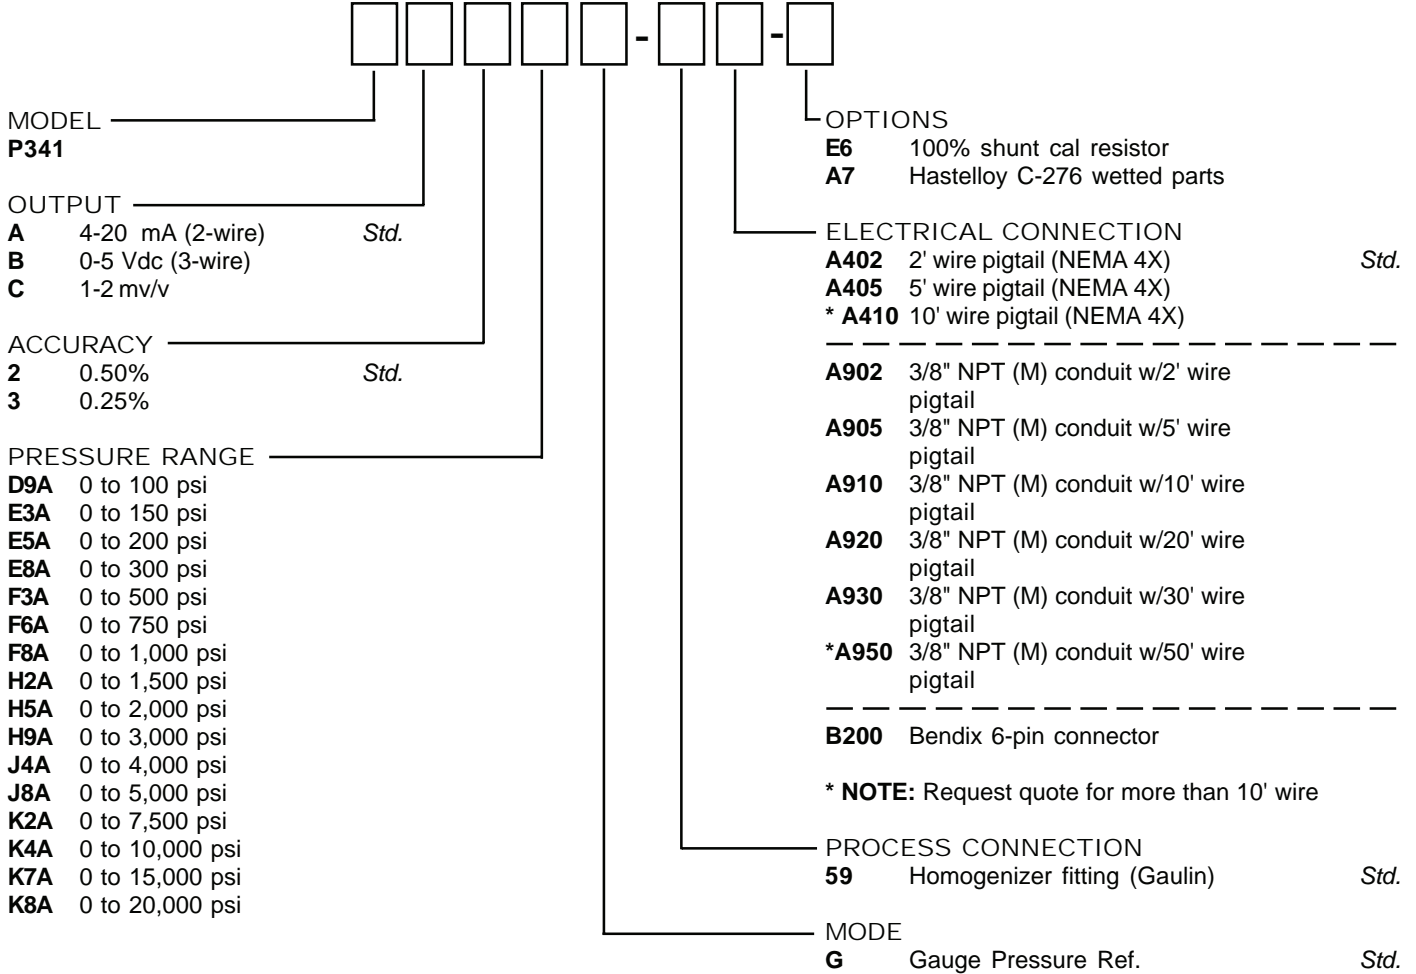 - -
MODEL
P341
OUTPUT
A 4-20 mA (2-wire) Std.
B 0-5 Vdc (3-wire)
C 1-2 mv/v
ACCURACY
2 0.50% Std.
3 0.25%
PRESSURE RANGE
D9A 0 to 100 psi
E3A 0 to 150 psi
E5A 0 to 200 psi
E8A 0 to 300 psi
F3A 0 to 500 psi
F6A 0 to 750 psi
F8A 0 to 1,000 psi
H2A 0 to 1,500 psi
H5A 0 to 2,000 psi
H9A 0 to 3,000 psi
J4A 0 to 4,000 psi
J8A 0 to 5,000 psi
K2A 0 to 7,500 psi
K4A 0 to 10,000 psi
K7A 0 to 15,000 psi
K8A 0 to 20,000 psi
OPTIONS
E6 100% shunt cal resistor
A7 Hastelloy C-276 wetted parts
ELECTRICAL CONNECTION
A402 2' wire pigtail (NEMA 4X) Std.
A405 5' wire pigtail (NEMA 4X)
* A410 10' wire pigtail (NEMA 4X)
A902 3/8" NPT (M) conduit w/2' wire
pigtail
A905 3/8" NPT (M) conduit w/5' wire
pigtail
A910 3/8" NPT (M) conduit w/10' wire
pigtail
A920 3/8" NPT (M) conduit w/20' wire
pigtail
A930 3/8" NPT (M) conduit w/30' wire
pigtail
*A950 3/8" NPT (M) conduit w/50' wire
pigtail
B200 Bendix 6-pin connector
* NOTE: Request quote for more than 10' wire
PROCESS CONNECTION
59 Homogenizer fitting (Gaulin) Std.
MODE
G Gauge Pressure Ref. Std.